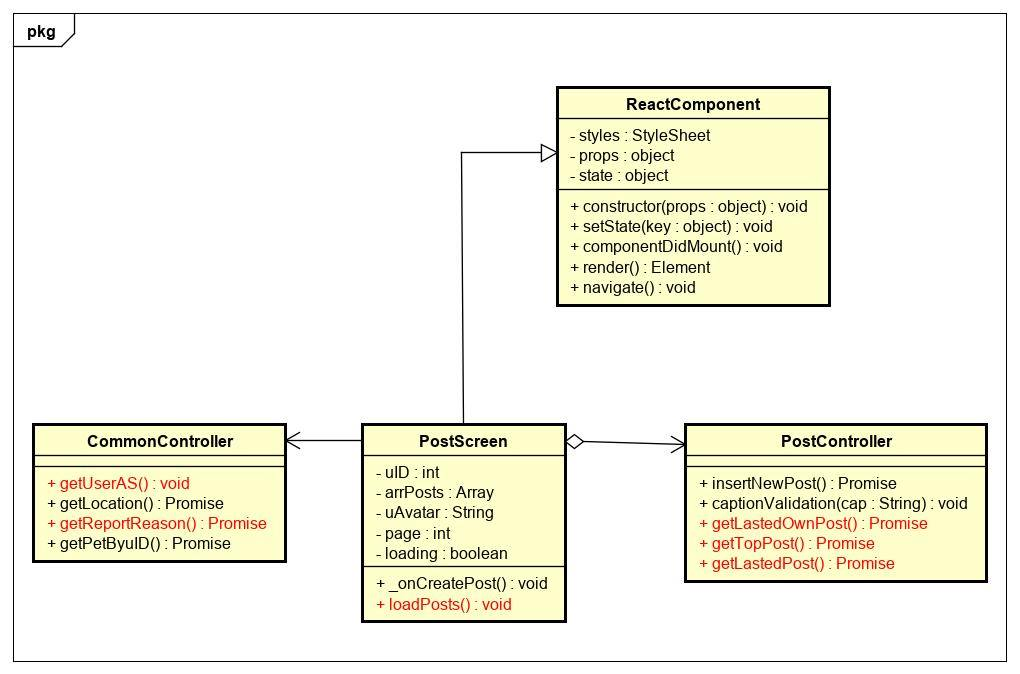 pkg
ReactComponent
- styles : StyleSheet
- props : object
- state : object
+ constructor(props : object) : void
+ setState(key : object) : void
+ componentDidMount() : void
+ render() : Element
+ navigate() : void
CommonController
+ getUserAS() : void
+ getLocation() : Promise
+ getReportReason() : Promise
+ getPetByuID() : Promise
PostScreen
- uID : int
- arrPosts : Array
- uAvatar : String
- page : int
- loading : boolean
+ _onCreatePost() : void
+ loadPosts() : void
PostController
+ insertNewPost() : Promise
+ captionValidation(cap : String) : void
+ getLastedOwnPost() : Promise
+ getTopPost() : Promise
+ getLastedPost() : Promise